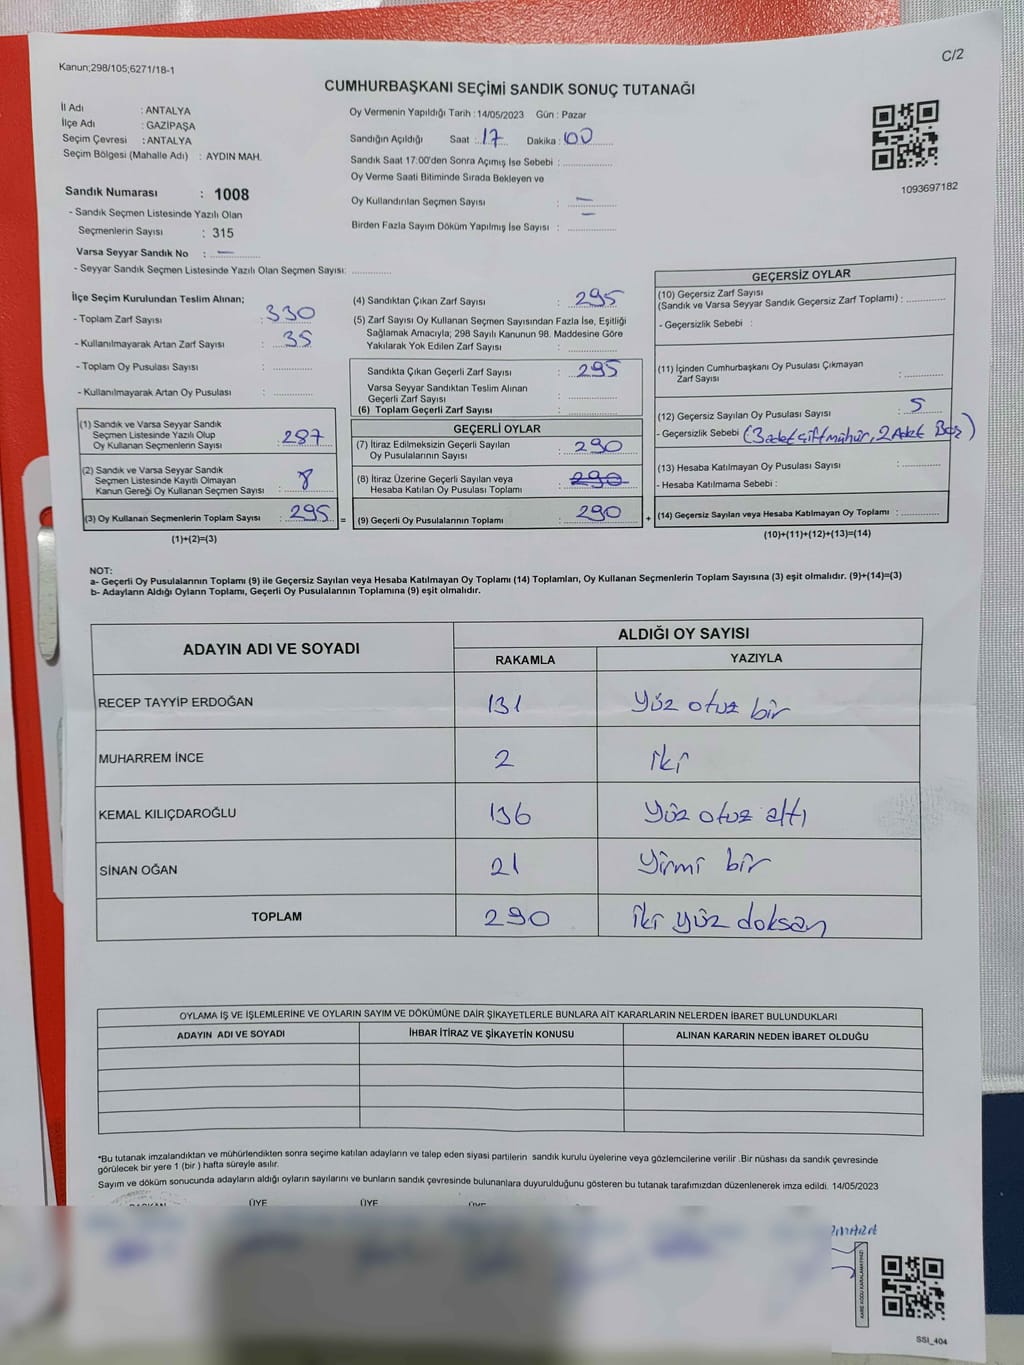 C/2
Kanun;298/105;6271/18-1
CUMHURBAŞKANI SEÇİMİ SANDIK SONUÇ TUTANAĞI
İl Adı : ANTALYA
İlçe Adı : GAZİPAŞA
Seçim Çevresi : ANTALYA
Seçim Bölgesi (Mahalle Adı) : AYDIN MAH.
Sandık Numarası : 1008
- Sandık Seçmen Listesinde Yazılı Olan
Seçmenlerin Sayısı : 315
Varsa Seyyar Sandık No : —
- Seyyar Sandık Seçmen Listesinde Yazılı Olan Seçmen Sayısı: ............
Oy Vermenin Yapıldığı Tarih : 14/05/2023 Gün : Pazar
Sandığın Açıldığı Saat : 17 Dakika : 00
Sandık Saat 17:00'den Sonra Açımış İse Sebebi : ............
Oy Verme Saati Bitiminde Sırada Bekleyen ve
Oy Kullandırılan Seçmen Sayısı : —
Birden Fazla Sayım Döküm Yapılmış İse Sayısı : —
1093697182
İlçe Seçim Kurulundan Teslim Alınan;
- Toplam Zarf Sayısı : 330
- Kullanılmayarak Artan Zarf Sayısı : 35
- Toplam Oy Pusulası Sayısı : ............
- Kullanılmayarak Artan Oy Pusulası : ............
(1) Sandık ve Varsa Seyyar Sandık
Seçmen Listesinde Yazılı Olup
Oy Kullanan Seçmenlerin Sayısı : 287
(2) Sandık ve Varsa Seyyar Sandık
Seçmen Listesinde Kayıtlı Olmayan
Kanun Gereği Oy Kullanan Seçmen Sayısı : 8
(3) Oy Kullanan Seçmenlerin Toplam Sayısı : 295 =
(1)+(2)=(3)
(4) Sandıktan Çıkan Zarf Sayısı : 295
(5) Zarf Sayısı Oy Kullanan Seçmen Sayısından Fazla İse, Eşitliği
Sağlamak Amacıyla; 298 Sayılı Kanunun 98. Maddesine Göre
Yakılarak Yok Edilen Zarf Sayısı : ............
Sandıkta Çıkan Geçerli Zarf Sayısı : 295
Varsa Seyyar Sandıktan Teslim Alınan
Geçerli Zarf Sayısı : ............
(6) Toplam Geçerli Zarf Sayısı : ............
GEÇERLİ OYLAR
(7) İtiraz Edilmeksizin Geçerli Sayılan
Oy Pusulalarının Sayısı : 290
(8) İtiraz Üzerine Geçerli Sayılan veya
Hesaba Katılan Oy Pusulası Toplamı : 290
(9) Geçerli Oy Pusulalarının Toplamı : 290 +
GEÇERSİZ OYLAR
(10) Geçersiz Zarf Sayısı
(Sandık ve Varsa Seyyar Sandık Geçersiz Zarf Toplamı) : ............
- Geçersizlik Sebebi :
(11) İçinden Cumhurbaşkanı Oy Pusulası Çıkmayan
Zarf Sayısı : ............
(12) Geçersiz Sayılan Oy Pusulası Sayısı : 5
- Geçersizlik Sebebi (3 adet çift mühür, 2 Adet Boş)
(13) Hesaba Katılmayan Oy Pusulası Sayısı : ............
- Hesaba Katılmama Sebebi :
(14) Geçersiz Sayılan veya Hesaba Katılmayan Oy Toplamı : ............
(10)+(11)+(12)+(13)=(14)
NOT:
a- Geçerli Oy Pusulalarının Toplamı (9) ile Geçersiz Sayılan veya Hesaba Katılmayan Oy Toplamı (14) Toplamları, Oy Kullanan Seçmenlerin Toplam Sayısına (3) eşit olmalıdır. (9)+(14)=(3)
b- Adayların Aldığı Oyların Toplamı, Geçerli Oy Pusulalarının Toplamına (9) eşit olmalıdır.
ADAYIN ADI VE SOYADI ALDIĞI OY SAYISI
RAKAMLA YAZIYLA
RECEP TAYYİP ERDOĞAN 131 Yüz otuz bir
MUHARREM İNCE 2 iki
KEMAL KILIÇDAROĞLU 136 Yüz otuz altı
SİNAN OĞAN 21 Yirmi bir
TOPLAM 290 iki yüz doksan
OYLAMA İŞ VE İŞLEMLERİNE VE OYLARIN SAYIM VE DÖKÜMÜNE DAİR ŞİKAYETLERLE BUNLARA AİT KARARLARIN NELERDEN İBARET BULUNDUKLARI
ADAYIN ADI VE SOYADI İHBAR İTİRAZ VE ŞİKAYETİN KONUSU ALINAN KARARIN NEDEN İBARET OLDUĞU
*Bu tutanak imzalandıktan ve mühürlendikten sonra seçime katılan adayların ve talep eden siyasi partilerin sandık kurulu üyelerine veya gözlemcilerine verilir .Bir nüshası da sandık çevresinde
görülecek bir yere 1 (bir ) hafta süreyle asılır.
Sayım ve döküm sonucunda adayların aldığı oyların sayılarını ve bunların sandık çevresinde bulunanlara duyurulduğunu gösteren bu tutanak tarafımızdan düzenlenerek imza edildi. 14/05/2023
BAŞKAN ÜYE ÜYE ÜYE
KARE KODU KARALAMAYINIZ!
SSI_404